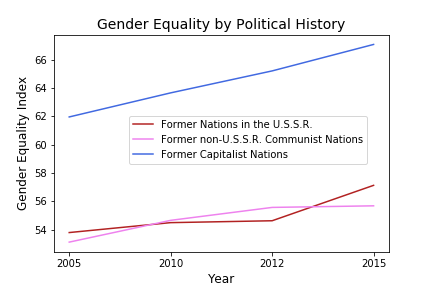 Gender Equality by Political History
Gender Equality Index
66
64
62
60
58
56
54
Former Nations in the U.S.S.R.
Former non-U.S.S.R. Communist Nations
Former Capitalist Nations
2005
2010
2012
2015
Year